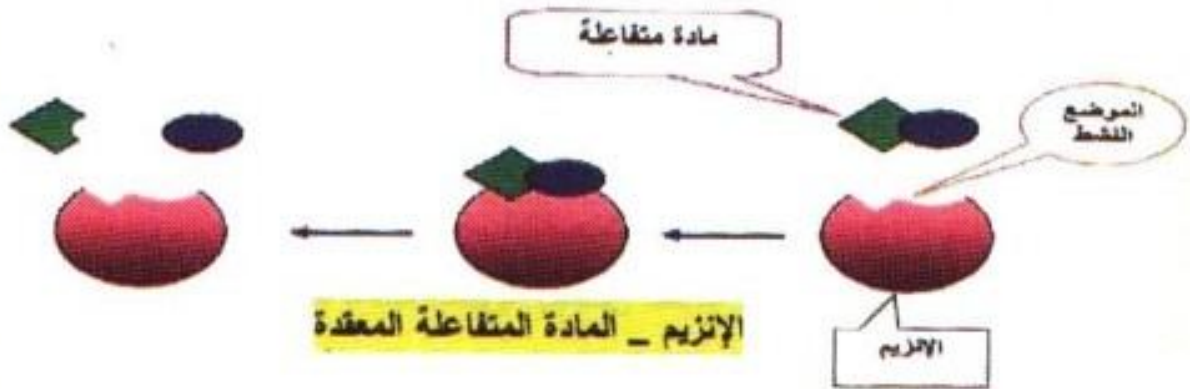 مادة متفاعلة
الموضع
النشط
الإنزيم _ المادة المتفاعلة المعقدة
الإنزيم